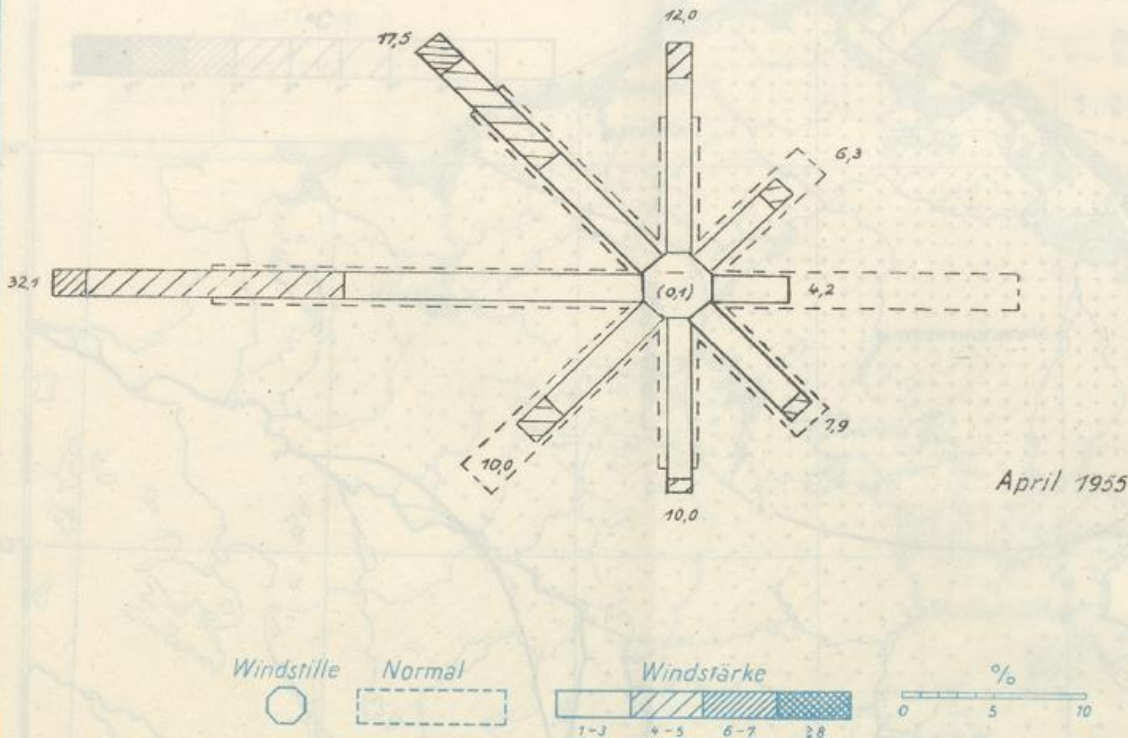 °C
12,0
17,5
6,3
32,1
(0,1)
4,2
7,9
10,0
10,0
April 1955
Windstille Normal Windstärke %
1-3 4-5 6-7 ≧8 0 5 10